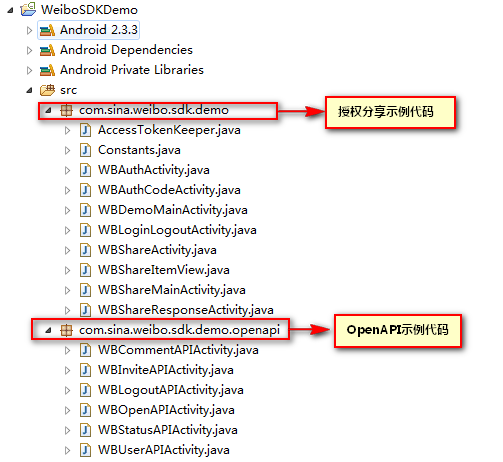 WeiboSDKDemo
Android 2.3.3
Android Dependencies
Android Private Libraries
src
com.sina.weibo.sdk.demo
授权分享示例代码
AccessTokenKeeper.java
Constants.java
WBAuthActivity.java
WBAuthCodeActivity.java
WBDemoMainActivity.java
WBLoginLogoutActivity.java
WBShareActivity.java
WBShareItemView.java
WBShareMainActivity.java
WBShareResponseActivity.java
com.sina.weibo.sdk.demo.openapi
OpenAPI示例代码
WBCommentAPIActivity.java
WBInviteAPIActivity.java
WBLogoutAPIActivity.java
WBOpenAPIActivity.java
WBStatusAPIActivity.java
WBUserAPIActivity.java